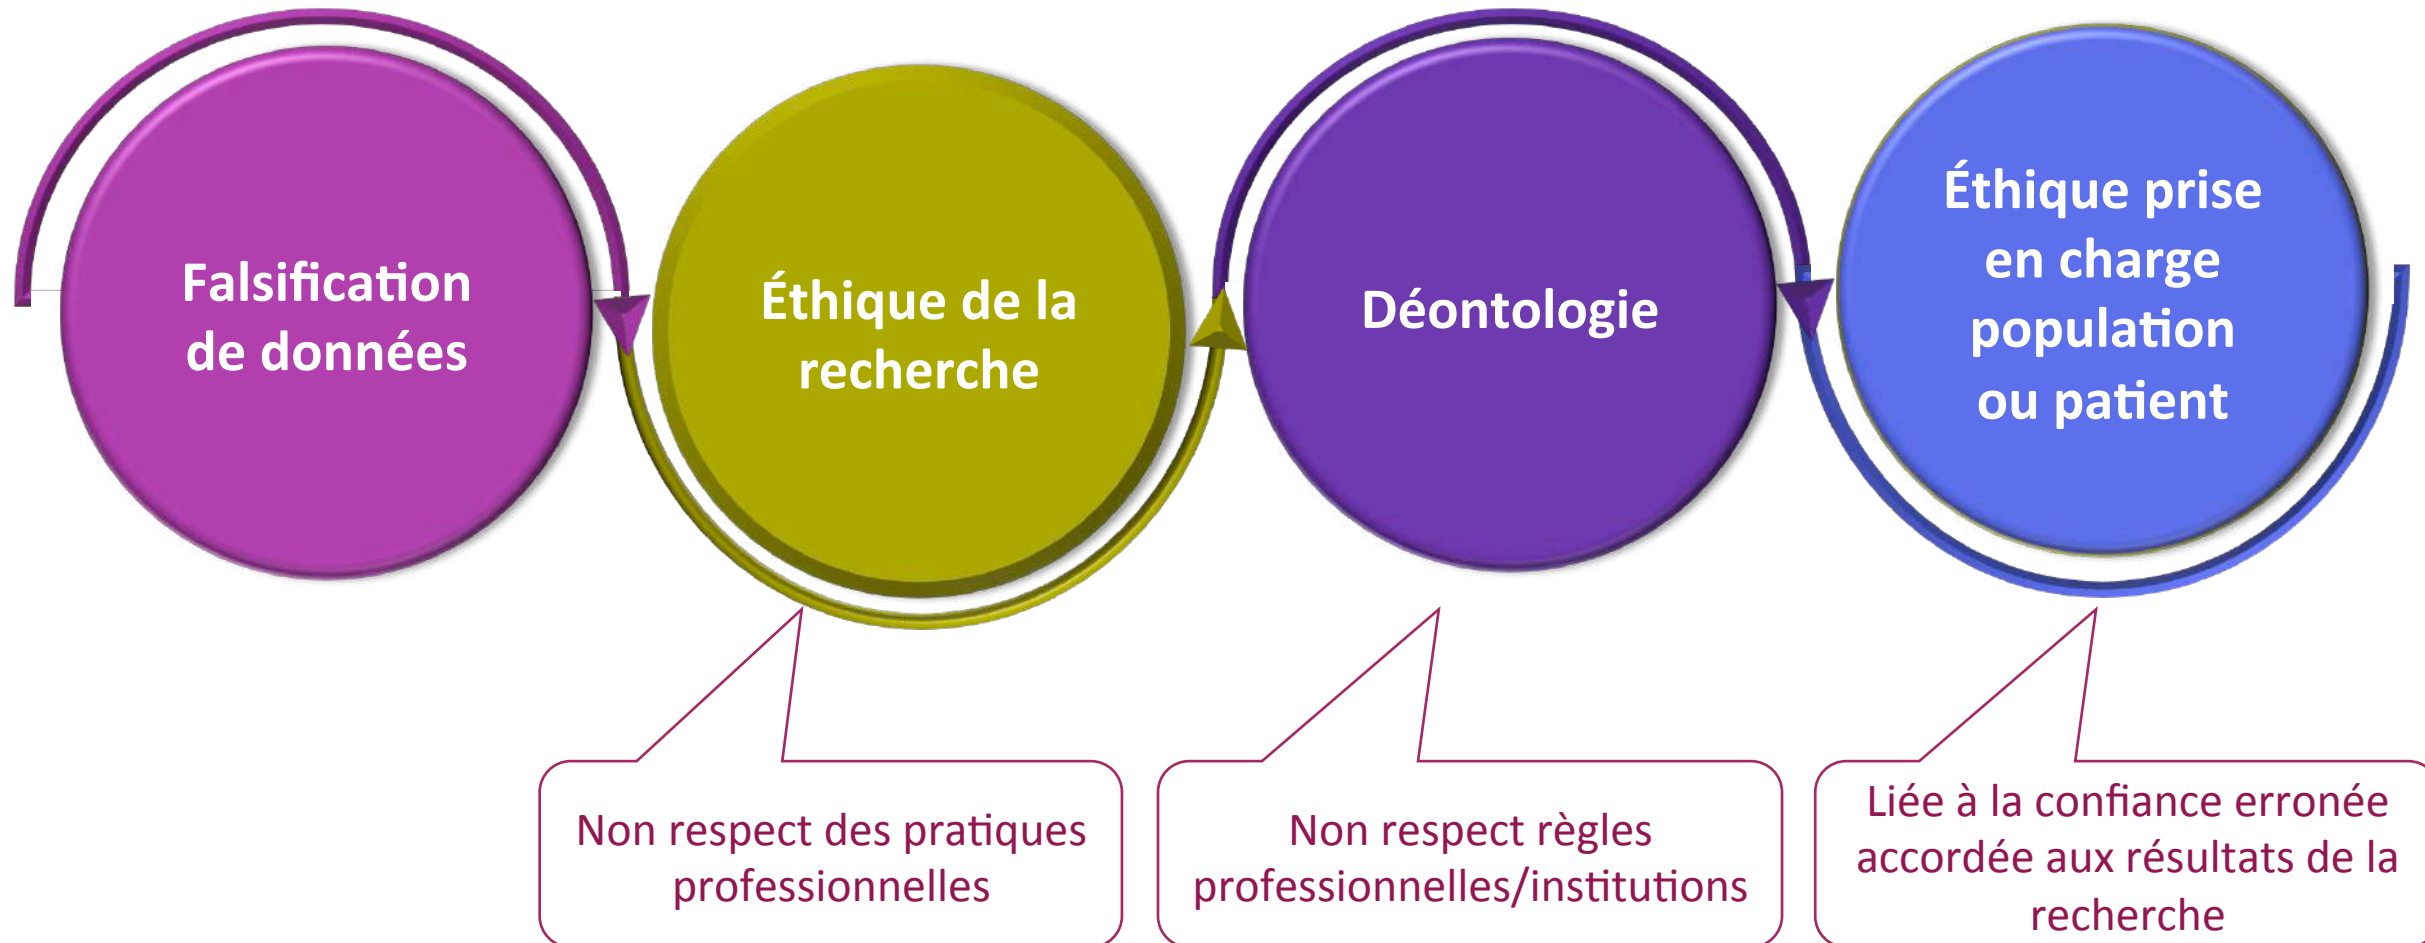 Falsification
de données
Éthique de la
recherche
Déontologie
Éthique prise
en charge
population
ou patient
Non respect des pratiques
professionnelles
Non respect règles
professionnelles/institutions
Liée à la confiance erronée
accordée aux résultats de la
recherche